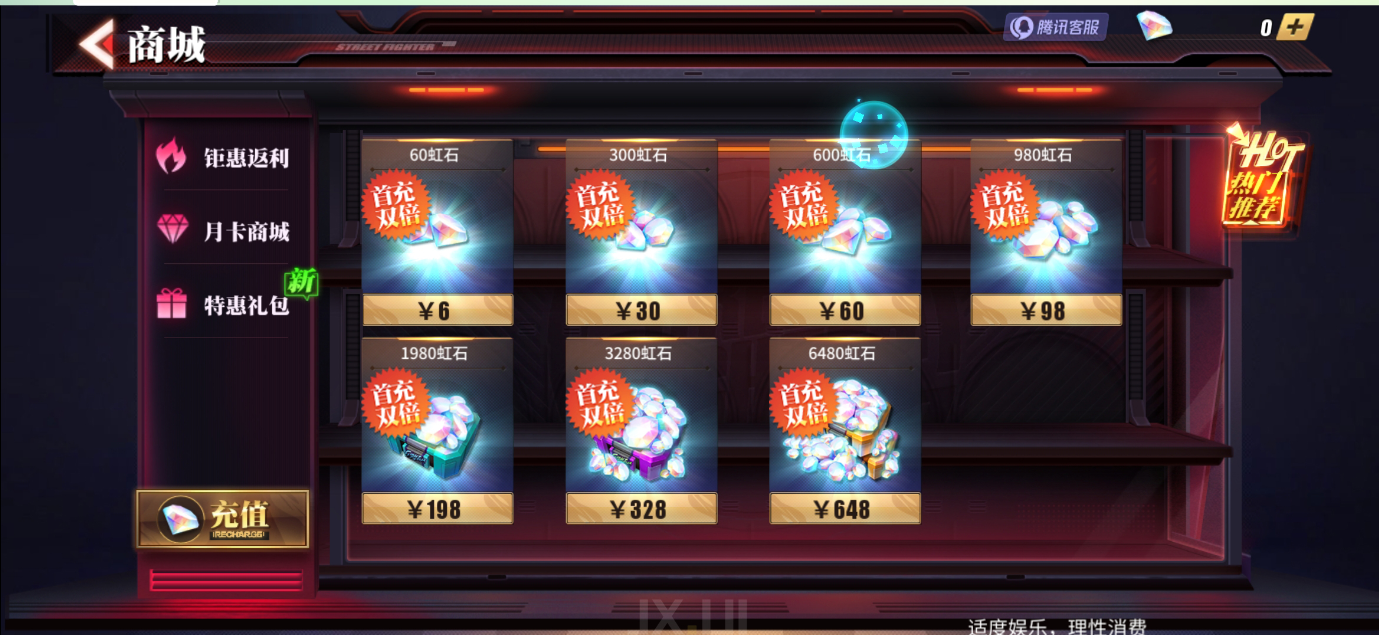 商城
STREET FIGHTER
腾讯客服
0
钜惠返利
月卡商城
新
特惠礼包
充值
RECHARGE
60虹石
首充
双倍
¥6
300虹石
首充
双倍
¥30
600虹石
首充
双倍
¥60
980虹石
首充
双倍
¥98
1980虹石
首充
双倍
¥198
3280虹石
首充
双倍
¥328
6480虹石
首充
双倍
¥648
HOT
热门
推荐
适度娱乐，理性消费